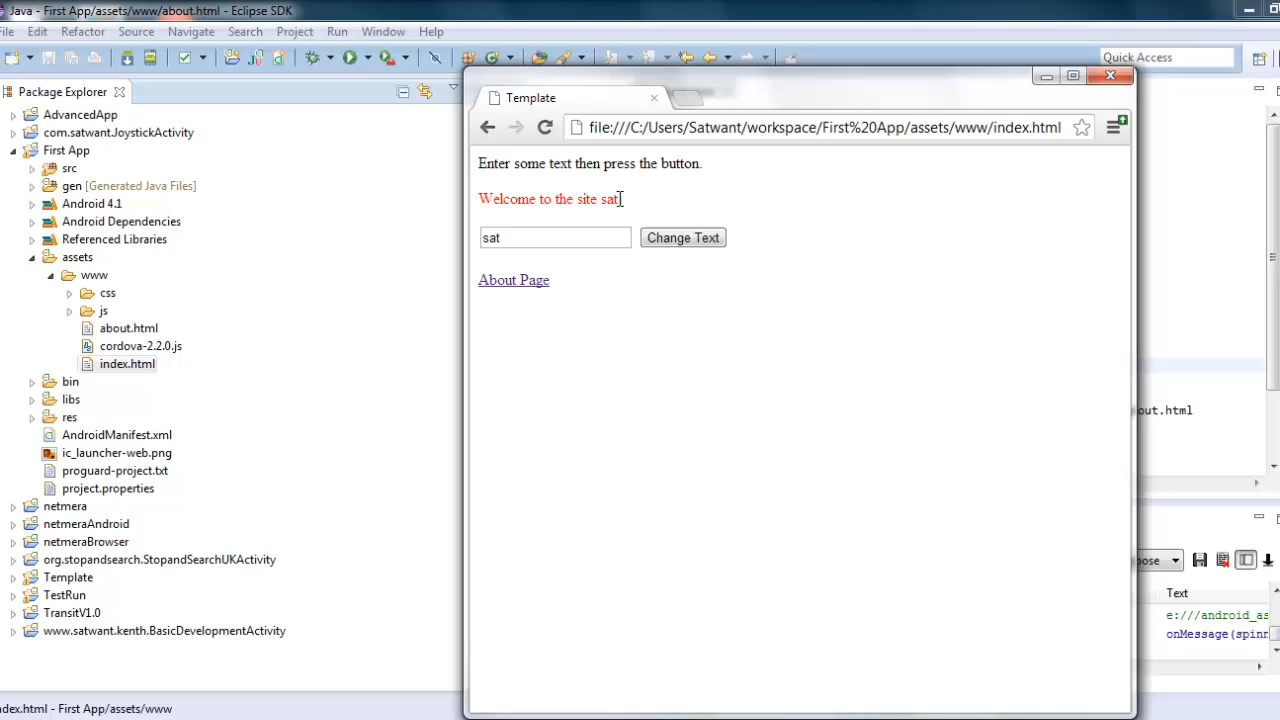 Java - First App/assets/www/about.html - Eclipse SDK
File Edit Refactor Source Navigate Search Project Run Window Help
Quick Access
Package Explorer
AdvancedApp
com.satwant.JoystickActivity
First App
src
gen [Generated Java Files]
Android 4.1
Android Dependencies
Referenced Libraries
assets
www
css
js
about.html
cordova-2.2.0.js
index.html
bin
libs
res
AndroidManifest.xml
ic_launcher-web.png
proguard-project.txt
project.properties
netmera
netmeraAndroid
netmeraBrowser
org.stopandsearch.StopandSearchUKActivity
Template
TestRun
TransitV1.0
www.satwant.kenth.BasicDevelopmentActivity
ndex.html - First App/assets/www
Template
file:///C:/Users/Satwant/workspace/First%20App/assets/www/index.html
Enter some text then press the button.
Welcome to the site sat
sat Change Text
About Page
out.html
pose
Text
e:///android_as
onMessage(spinn